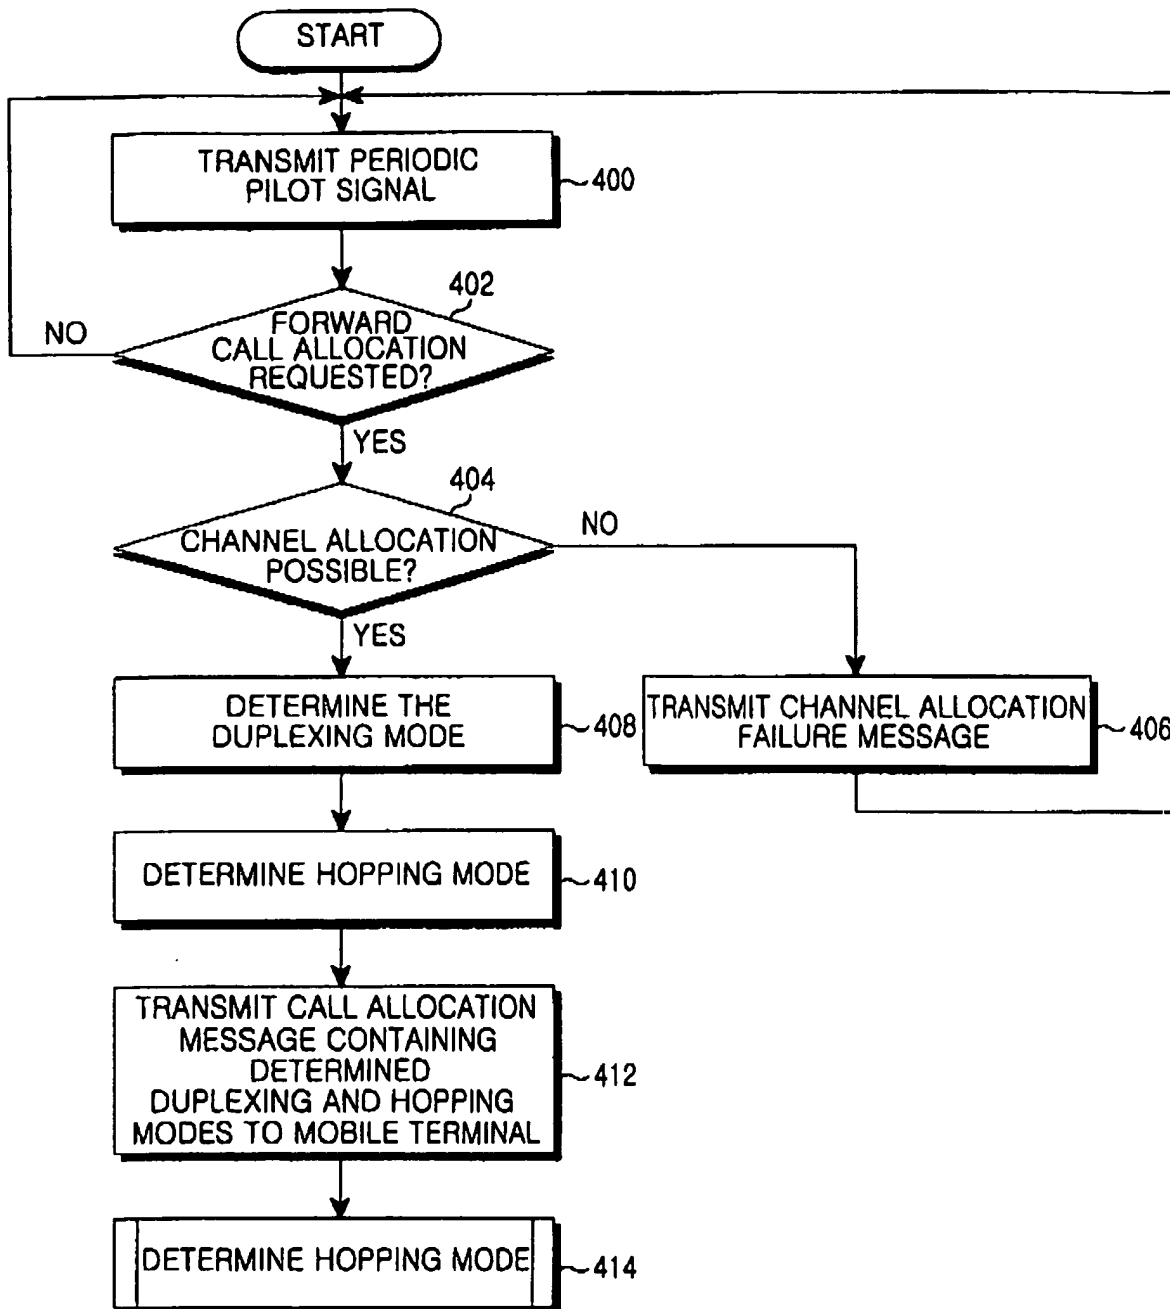 START
TRANSMIT PERIODIC
PILOT SIGNAL
400
402
FORWARD
CALL ALLOCATION
REQUESTED?
NO
YES
404
CHANNEL ALLOCATION
POSSIBLE?
NO
YES
DETERMINE THE
DUPLEXING MODE
408
TRANSMIT CHANNEL ALLOCATION
FAILURE MESSAGE
406
DETERMINE HOPPING MODE
410
TRANSMIT CALL ALLOCATION
MESSAGE CONTAINING
DETERMINED
DUPLEXING AND HOPPING
MODES TO MOBILE TERMINAL
412
DETERMINE HOPPING MODE
414